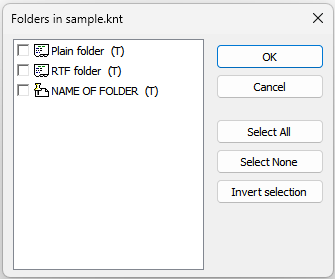 Folders in sample.knt
Plain folder (T)
RTF folder (T)
NAME OF FOLDER (T)
OK
Cancel
Select All
Select None
Invert selection